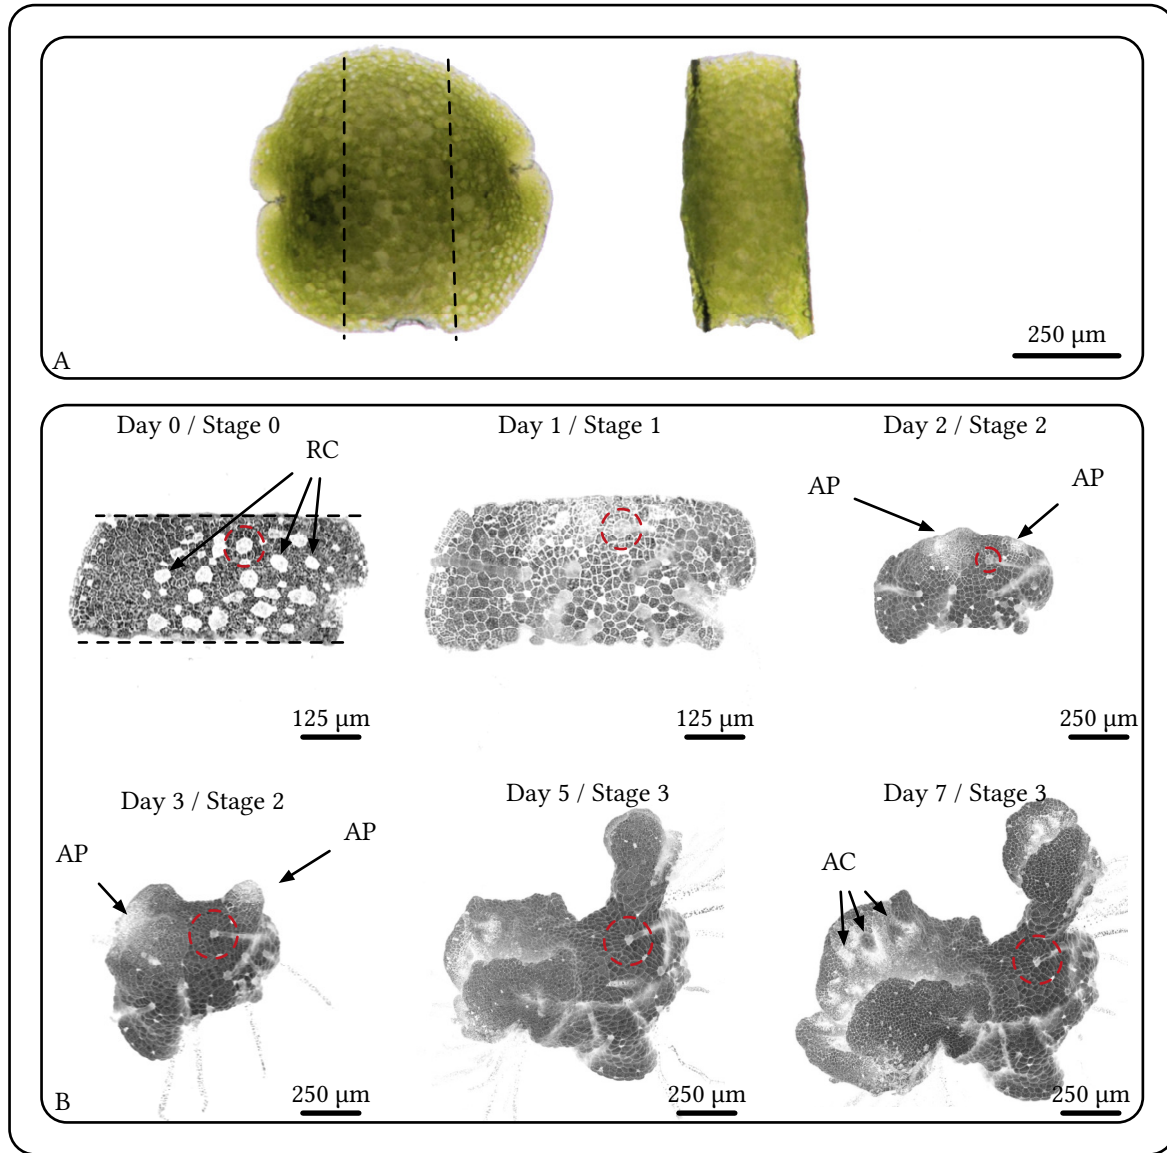 250 µm
A
Day 0 / Stage 0
Day 1 / Stage 1
Day 2 / Stage 2
RC
AP
AP
125 µm
125 µm
250 µm
Day 3 / Stage 2
Day 5 / Stage 3
Day 7 / Stage 3
AP
AP
AC
250 µm
250 µm
250 µm
B